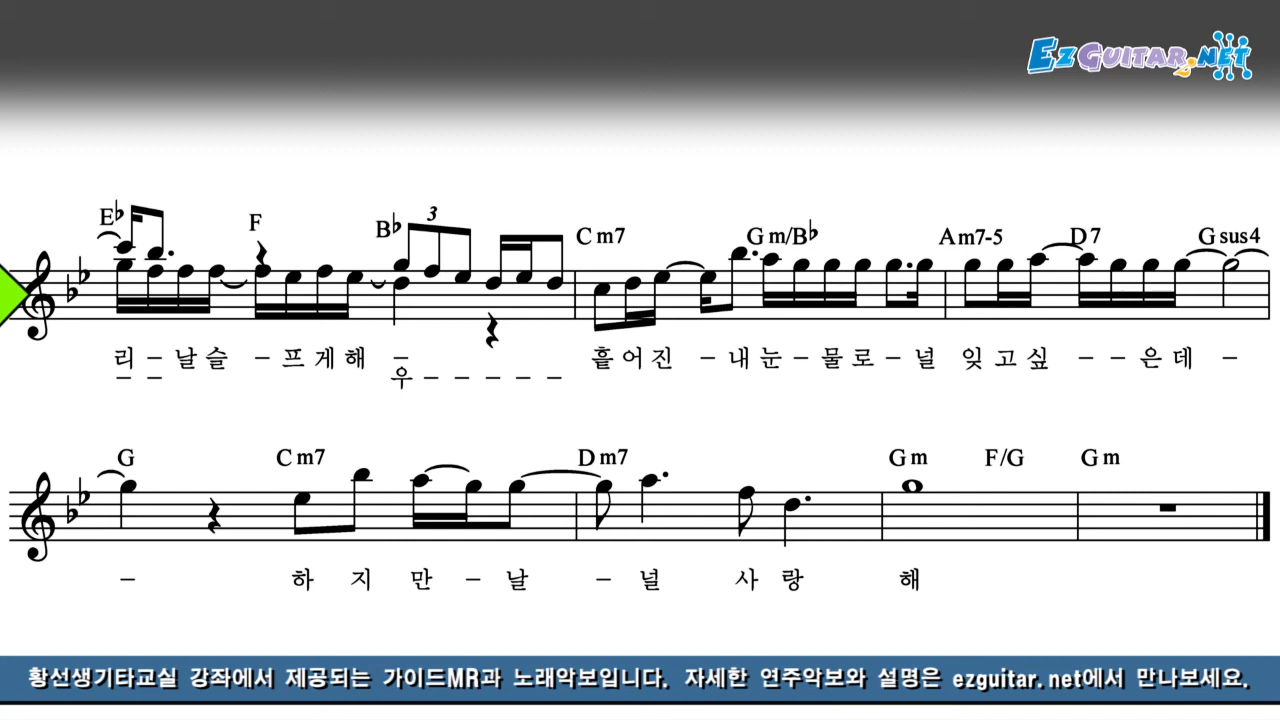 EzGUITAR.NET
E♭ F B♭ 3 Cm7 Gm/B♭ Am7-5 D7 Gsus4
리 – 날 슬 – 프 게 해 – 흩 어 진 – 내 눈 – 물 로 – 널 잊 고 싶 – – 은 데 –
– – 우 – – – – –
G Cm7 Dm7 Gm F/G Gm
– 하 지 만 – 날 – 널 사 랑 해
황선생기타교실 강좌에서 제공되는 가이드MR과 노래악보입니다. 자세한 연주악보와 설명은 ezguitar.net에서 만나보세요.